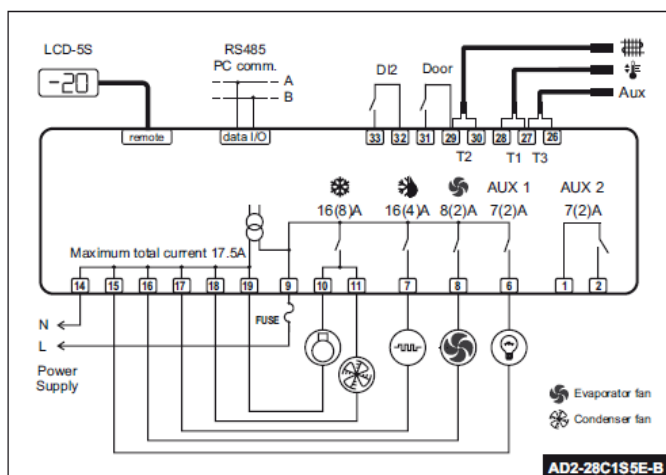 LCD-5S
RS485
PC comm.
A
B
DI2
Door
Aux
-20
remote
data I/O
33 32 31 29 30 28 27 26
T2 T1 T3
AUX 1 AUX 2
16(8)A 16(4)A 8(2)A 7(2)A 7(2)A
Maximum total current 17.5A
14 15 16 17 18 19 9 10 11 7 8 6 1 2
N
L
FUSE
Power
Supply
Evaporator fan
Condenser fan
AD2-28C1S5E-B